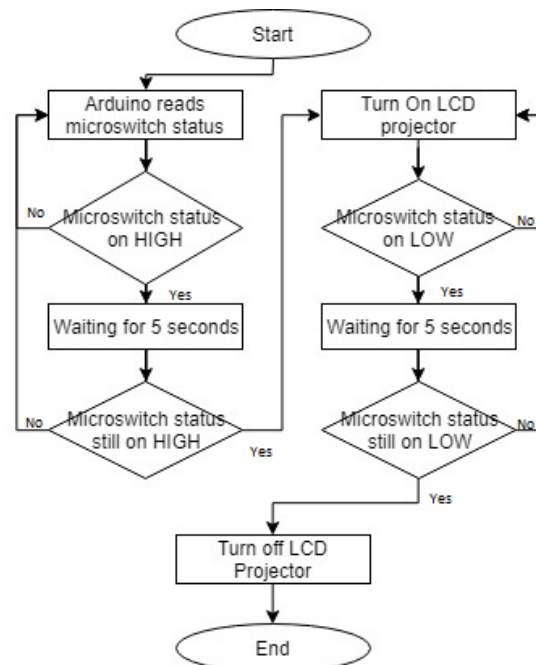 Start
Arduino reads
microswitch status
No
Microswitch status
on HIGH
Yes
Waiting for 5 seconds
No
Microswitch status
still on HIGH
Yes
Turn On LCD
projector
Microswitch status
on LOW
No
Yes
Waiting for 5 seconds
Microswitch status
still on LOW
No
Yes
Turn off LCD
Projector
End